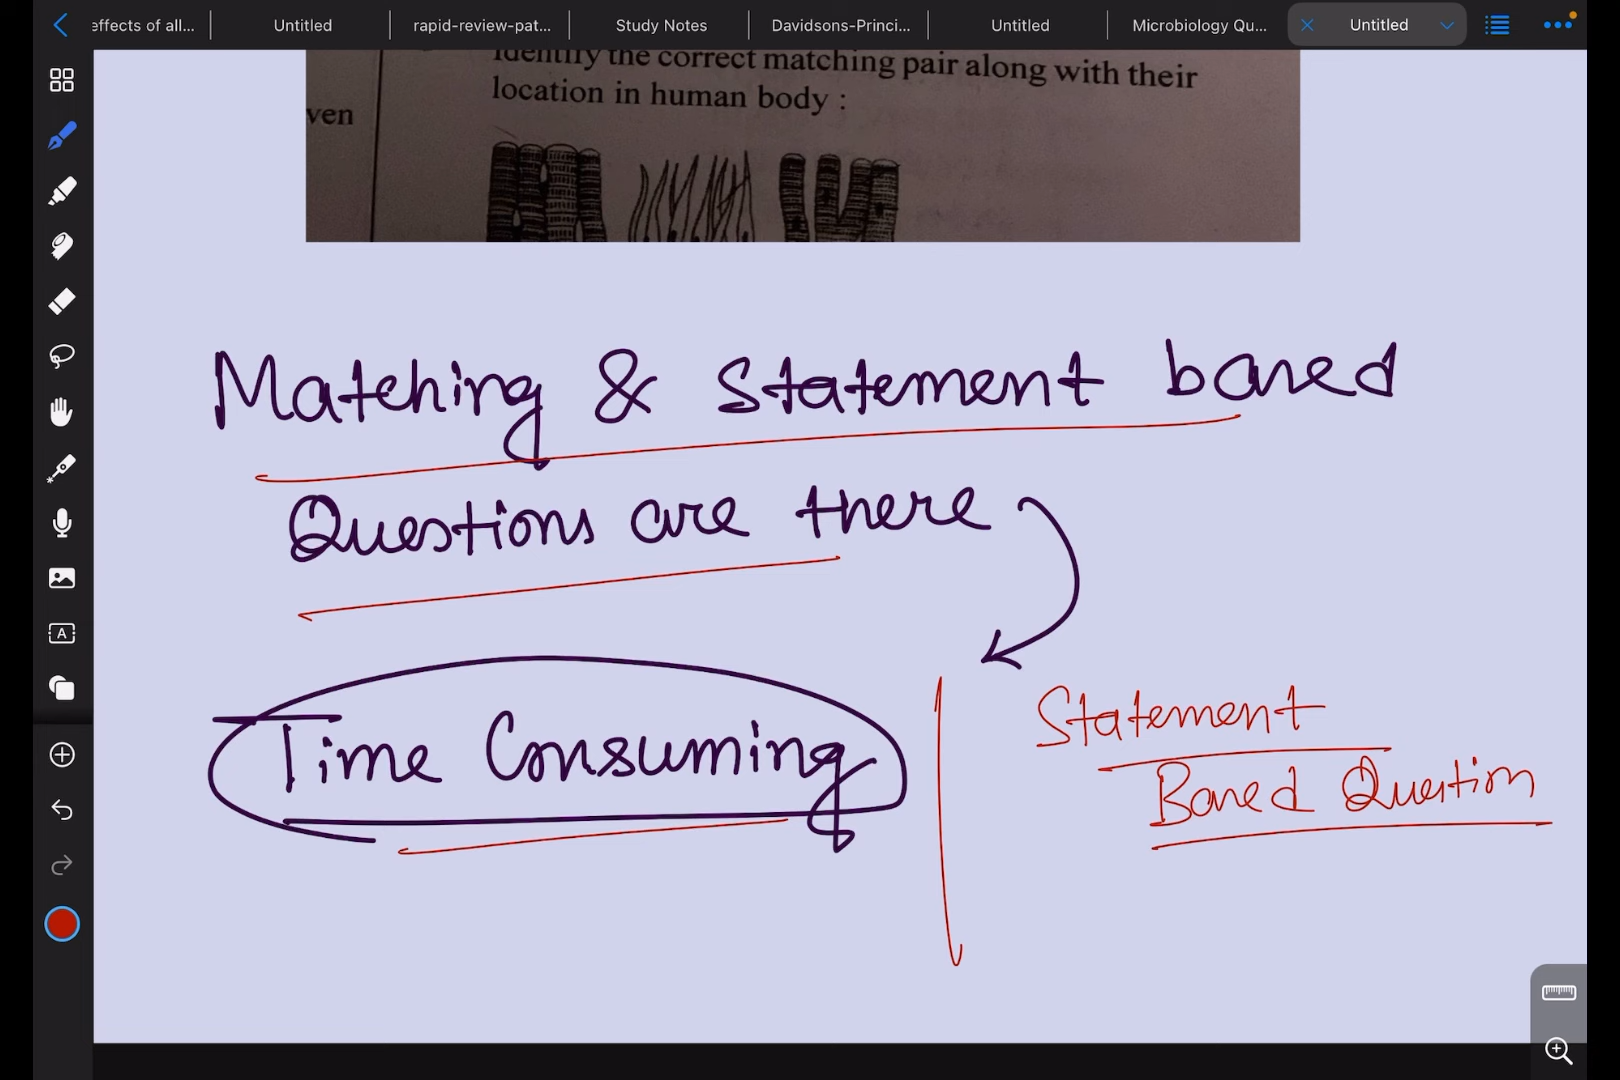 effects of all...
Untitled
rapid-review-pat...
Study Notes
Davidsons-Princi...
Untitled
Microbiology Qu...
Untitled
Identify the correct matching pair along with their
location in human body :
ven
Matching & Statement based
Questions are there
Time Consuming
Statement
Based Question
A